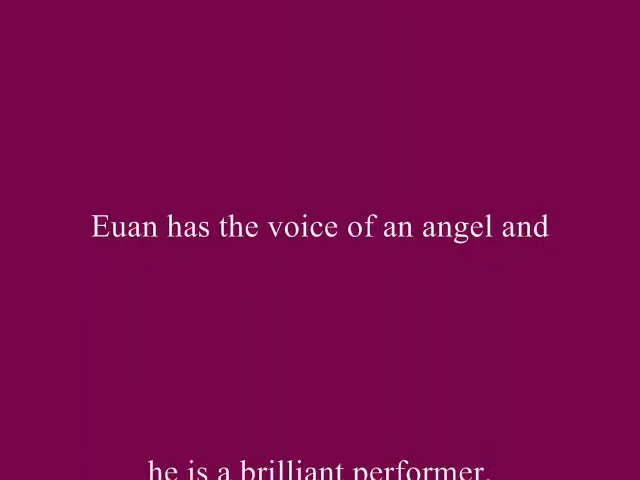 Euan has the voice of an angel and
he is a brilliant performer.